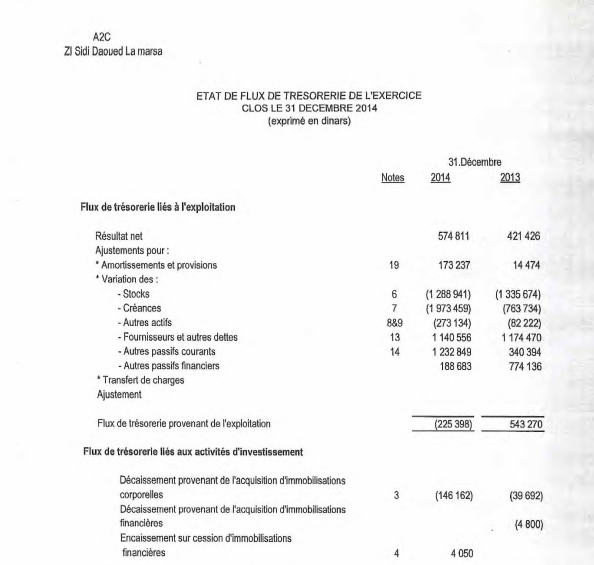 A2C
ZI Sidi Daoued La marsa
ETAT DE FLUX DE TRESORERIE DE L'EXERCICE
CLOS LE 31 DECEMBRE 2014
(exprimé en dinars)
31.Décembre
Notes 2014 2013
Flux de trésorerie liés à l'exploitation
Résultat net 574 811 421 426
Ajustements pour :
* Amortissements et provisions 19 173 237 14 474
* Variation des :
- Stocks 6 (1 288 941) (1 335 674)
- Créances 7 (1 973 459) (763 734)
- Autres actifs 8&9 (273 134) (82 222)
- Fournisseurs et autres dettes 13 1 140 556 1 174 470
- Autres passifs courants 14 1 232 849 340 394
- Autres passifs financiers 188 683 774 136
* Transfert de charges
Ajustement
Flux de trésorerie provenant de l'exploitation (225 398) 543 270
Flux de trésorerie liés aux activités d'investissement
Décaissement provenant de l'acquisition d'immobilisations
corporelles 3 (146 162) (39 692)
Décaissement provenant de l'acquisition d'immobilisations
financières (4 800)
Encaissement sur cession d'immobilisations
financières 4 4 050